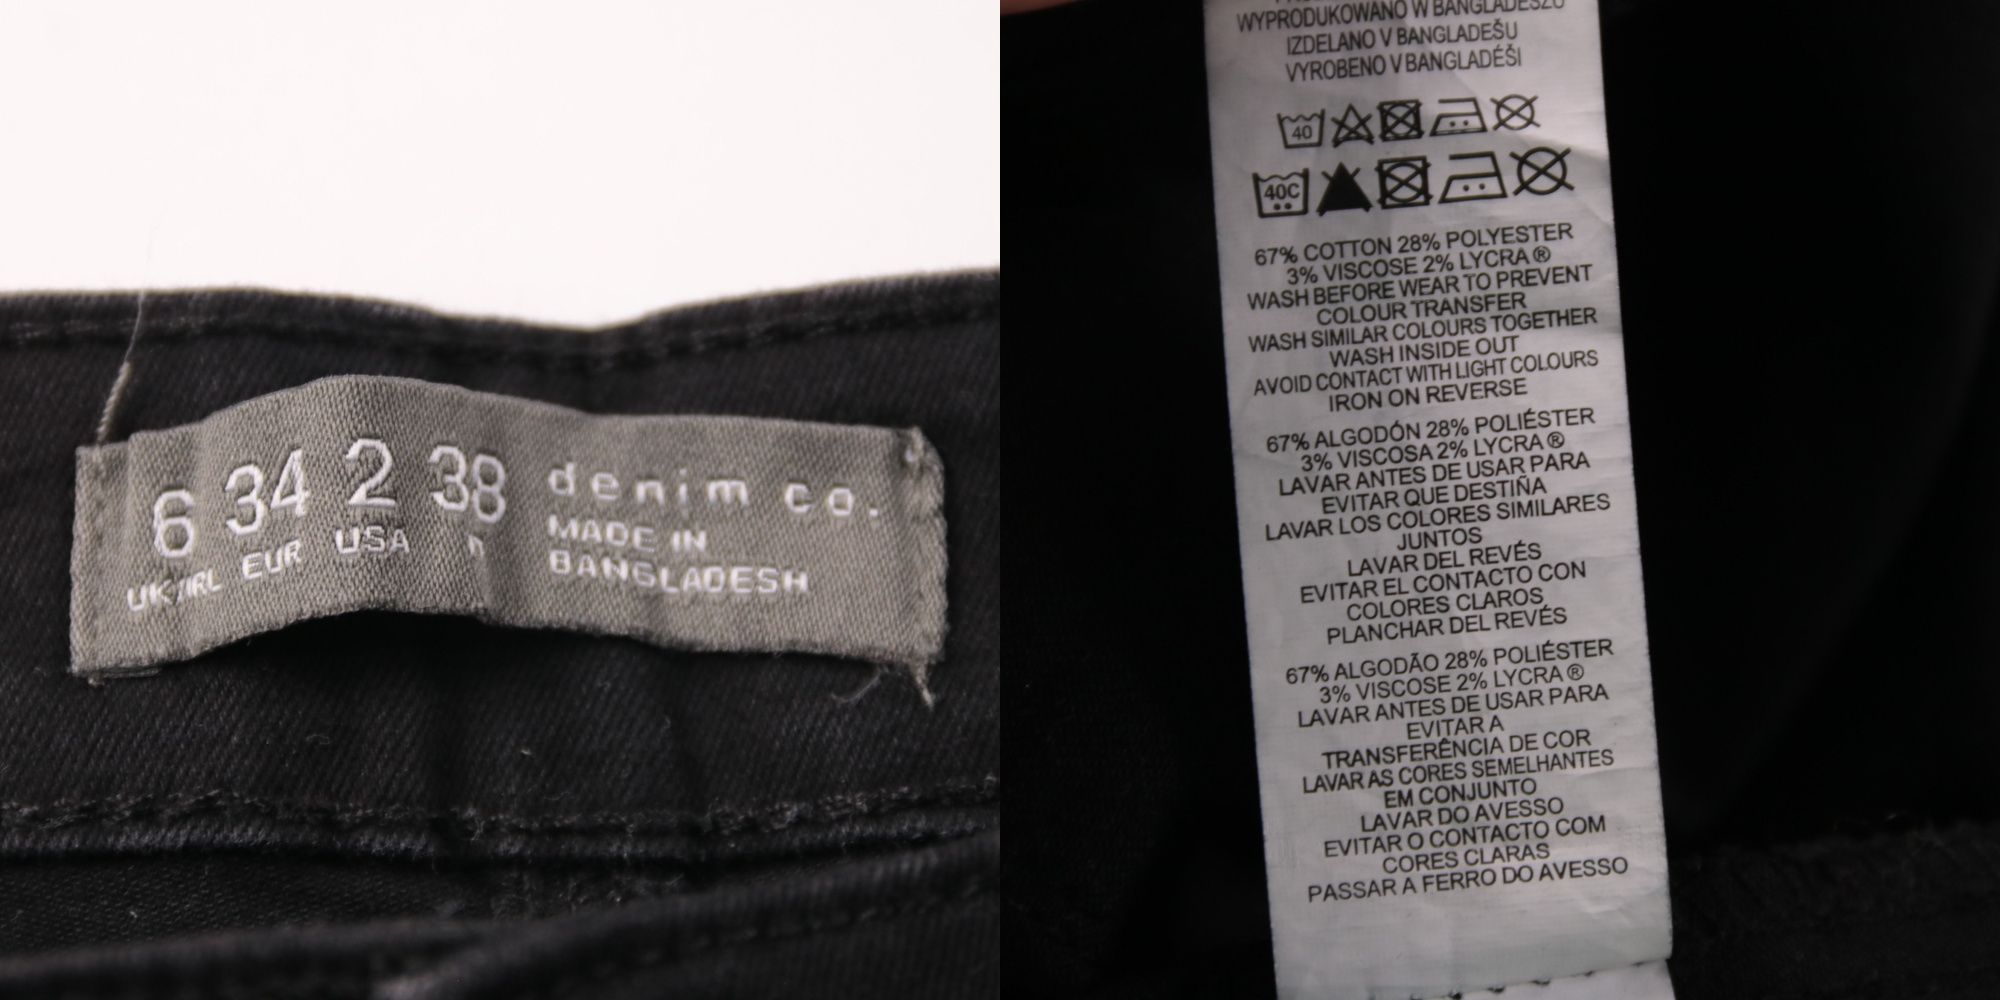 6 34 2 38
UK/IRL EUR USA
denim co.
MADE IN
BANGLADESH
WYPRODUKOWANO W BANGLADESZU
IZDELANO V BANGLADEŠU
VYROBENO V BANGLADÉŠI
40
40C
67% COTTON 28% POLYESTER
3% VISCOSE 2% LYCRA ®
WASH BEFORE WEAR TO PREVENT
COLOUR TRANSFER
WASH SIMILAR COLOURS TOGETHER
WASH INSIDE OUT
AVOID CONTACT WITH LIGHT COLOURS
IRON ON REVERSE
67% ALGODÓN 28% POLIÉSTER
3% VISCOSA 2% LYCRA ®
LAVAR ANTES DE USAR PARA
EVITAR QUE DESTIÑA
LAVAR LOS COLORES SIMILARES
JUNTOS
LAVAR DEL REVÉS
EVITAR EL CONTACTO CON
COLORES CLAROS
PLANCHAR DEL REVÉS
67% ALGODÃO 28% POLIÉSTER
3% VISCOSE 2% LYCRA ®
LAVAR ANTES DE USAR PARA
EVITAR A
TRANSFERÊNCIA DE COR
LAVAR AS CORES SEMELHANTES
EM CONJUNTO
LAVAR DO AVESSO
EVITAR O CONTACTO COM
CORES CLARAS
PASSAR A FERRO DO AVESSO